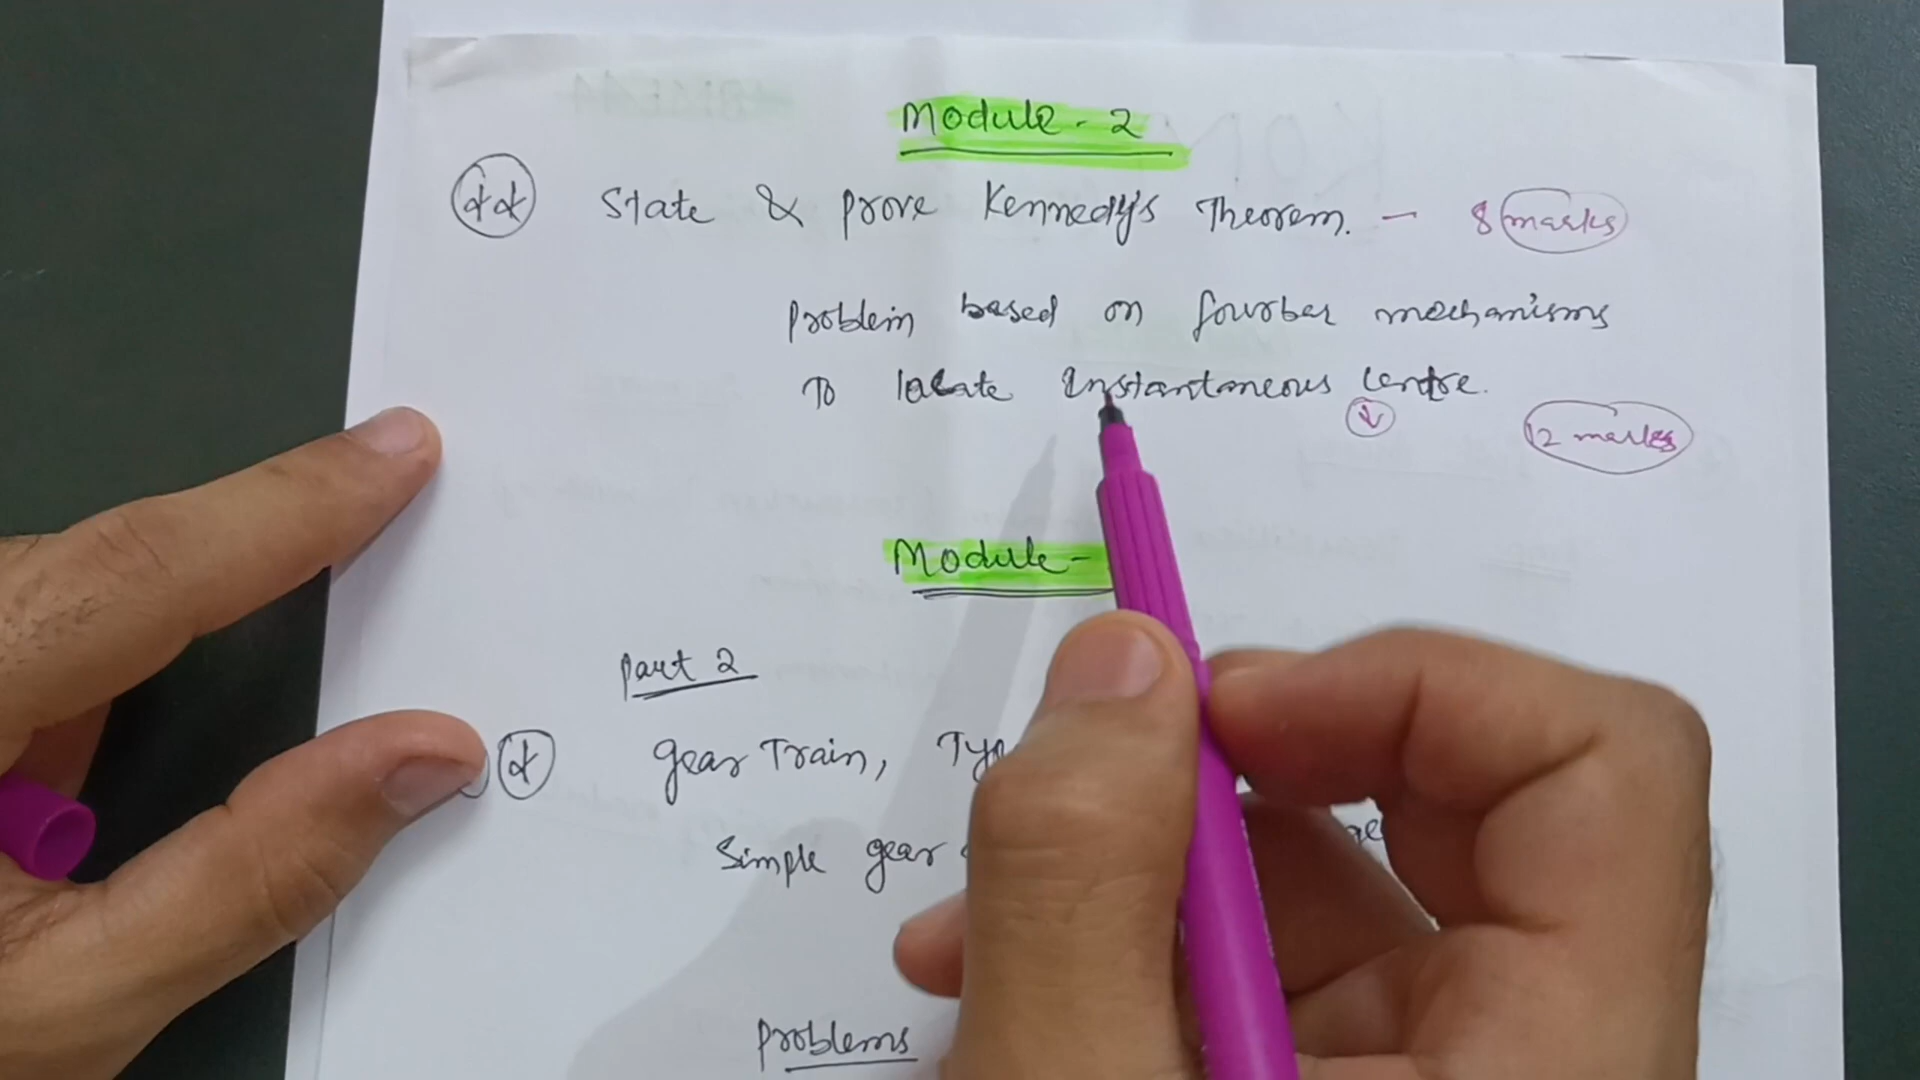 Module - 2
State & prove Kennedy's Theorem. - 8 marks
Problem based on fourbar mechanisms
To locate Instantaneous Centre.
12 marks
Module -
Part 2
gear Train,
Simple gear
Problems